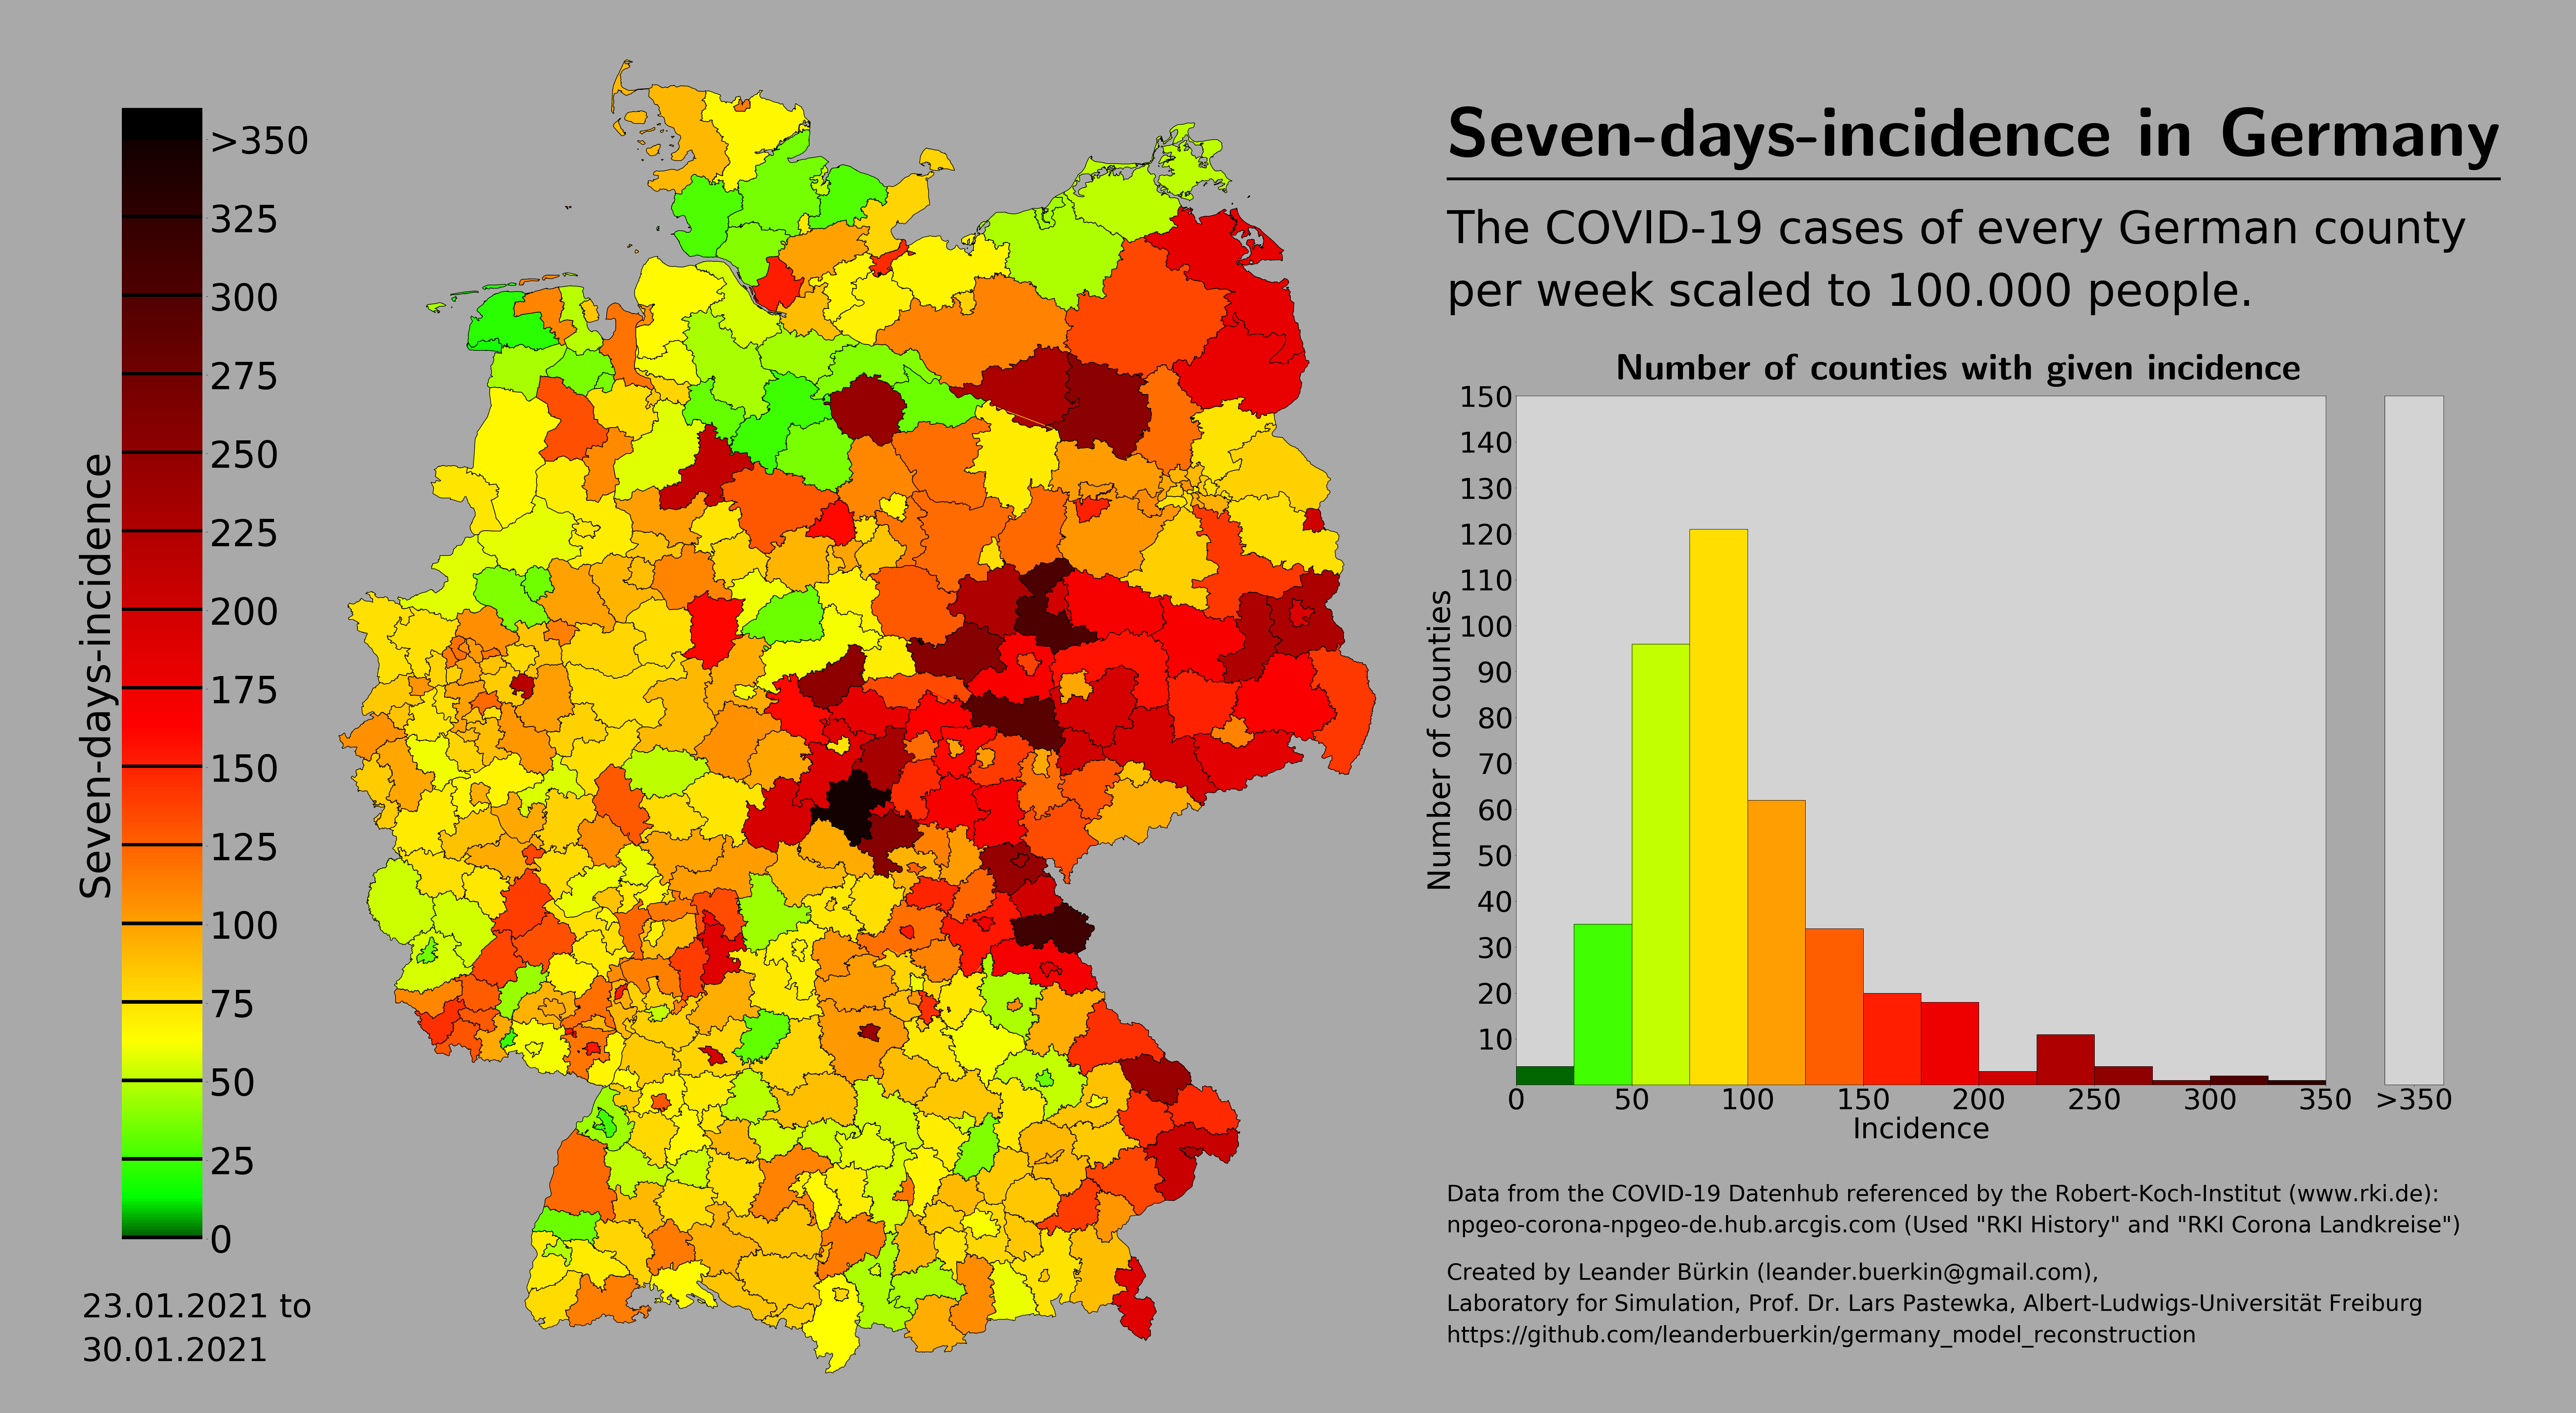 Seven-days-incidence in Germany
The COVID-19 cases of every German county
per week scaled to 100.000 people.
Seven-days-incidence
>350
325
300
275
250
225
200
175
150
125
100
75
50
25
0
23.01.2021 to
30.01.2021
Number of counties with given incidence
Number of counties
150
140
130
120
110
100
90
80
70
60
50
40
30
20
10
0 50 100 150 200 250 300 350 >350
Incidence
Data from the COVID-19 Datenhub referenced by the Robert-Koch-Institut (www.rki.de):
npgeo-corona-npgeo-de.hub.arcgis.com (Used "RKI History" and "RKI Corona Landkreise")
Created by Leander Bürkin (leander.buerkin@gmail.com),
Laboratory for Simulation, Prof. Dr. Lars Pastewka, Albert-Ludwigs-Universität Freiburg
https://github.com/leanderbuerkin/germany_model_reconstruction